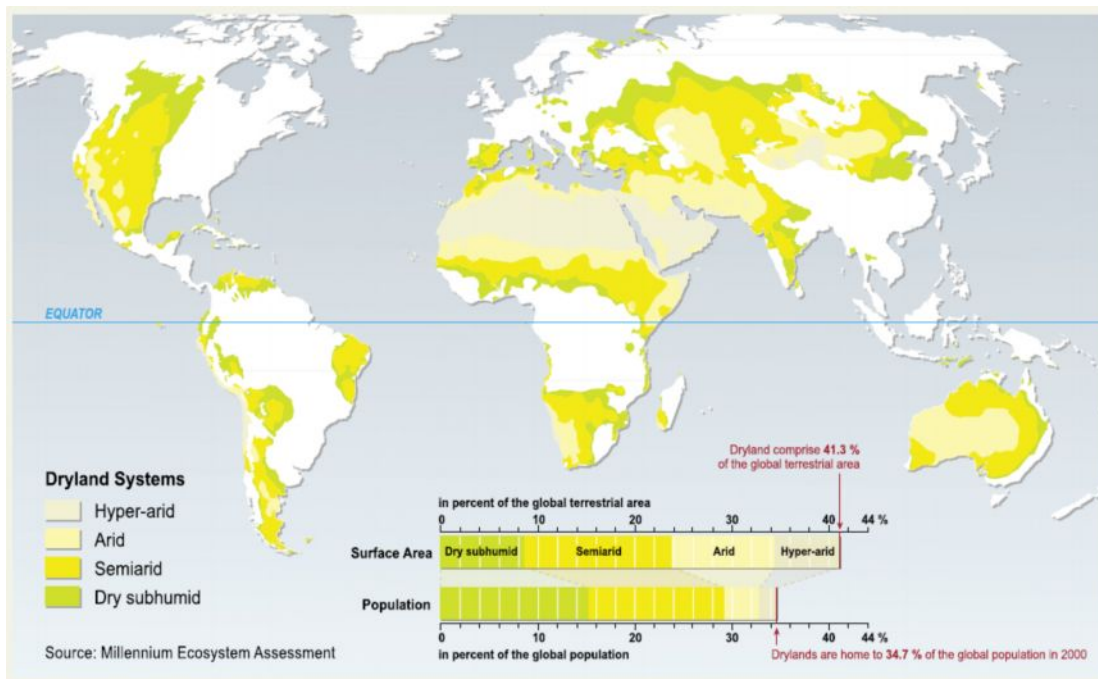 EQUATOR
Dryland Systems
Hyper-arid
Arid
Semiarid
Dry subhumid
Source: Millennium Ecosystem Assessment
Dryland comprise 41.3 %
of the global terrestrial area
in percent of the global terrestrial area
0 10 20 30 40 44 %
Surface Area Dry subhumid Semiarid Arid Hyper-arid
Population
0 10 20 30 40 44 %
in percent of the global population
Drylands are home to 34.7 % of the global population in 2000